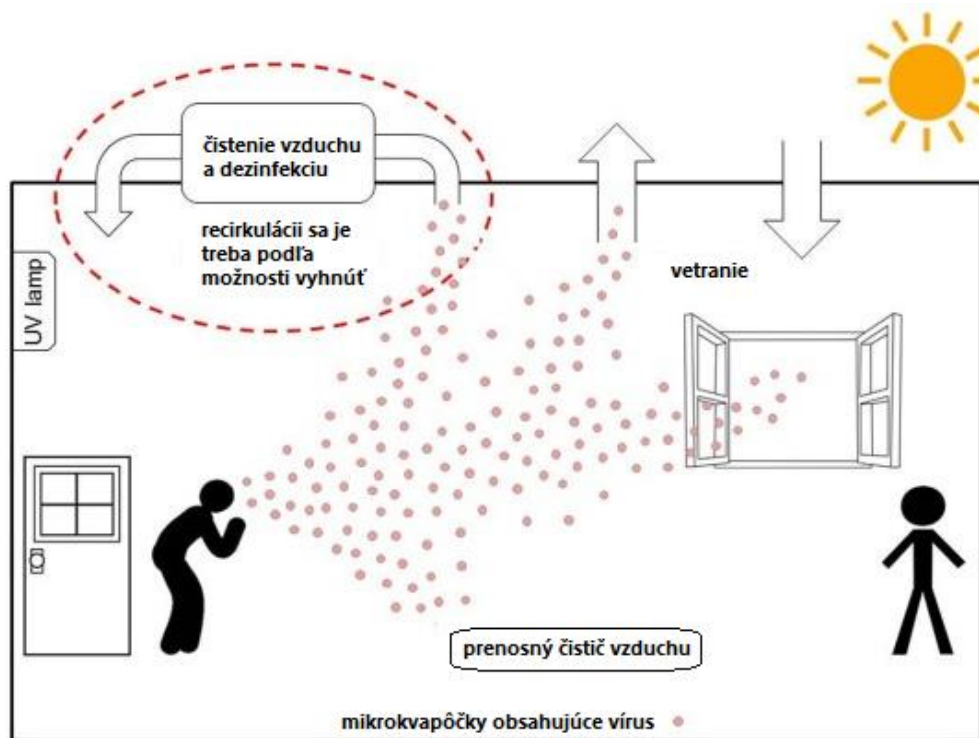 čistenie vzduchu
a dezinfekciu
recirkulácii sa je
treba podľa
možnosti vyhnúť
vetranie
UV lamp
prenosný čistič vzduchu
mikrokvapôčky obsahujúce vírus